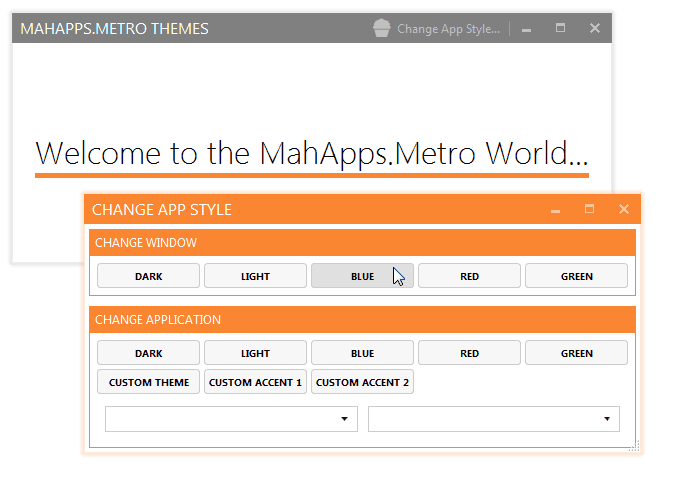 MAHAPPS.METRO THEMES
Change App Style...
Welcome to the MahApps.Metro World...
CHANGE APP STYLE
CHANGE WINDOW
DARK LIGHT BLUE RED GREEN
CHANGE APPLICATION
DARK LIGHT BLUE RED GREEN
CUSTOM THEME CUSTOM ACCENT 1 CUSTOM ACCENT 2